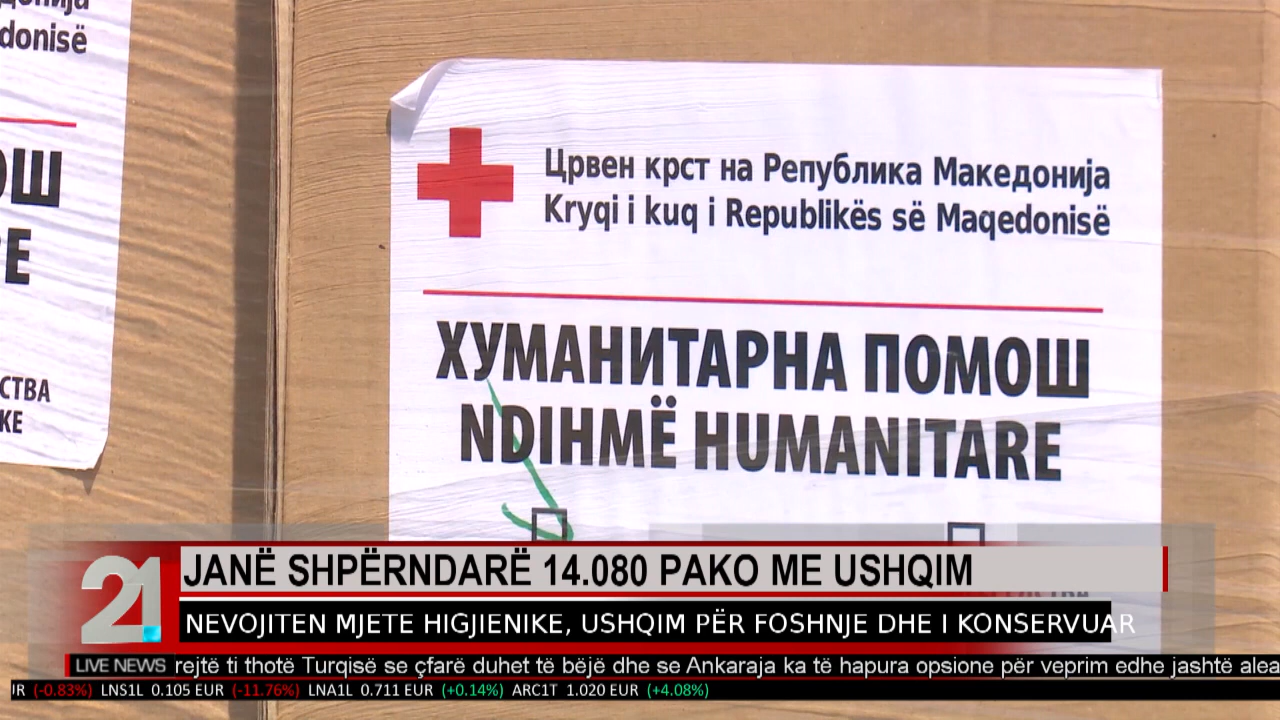 донија
donisë
ОШ
RE
СТВА
KE
Црвен крст на Република Македонија
Kryqi i kuq i Republikës së Maqedonisë
ХУМАНИТАРНА ПОМОШ
NDIHMË HUMANITARE
21
JANË SHPËRNDARË 14.080 PAKO ME USHQIM
NEVOJITEN MJETE HIGJIENIKE, USHQIM PËR FOSHNJE DHE I KONSERVUAR
LIVE NEWS rejtë ti thotë Turqisë se çfarë duhet të bëjë dhe se Ankaraja ka të hapura opsione për veprim edhe jashtë alea
UR (-0.83%) LNS1L 0.105 EUR (-11.76%) LNA1L 0.711 EUR (+0.14%) ARC1T 1.020 EUR (+4.08%)